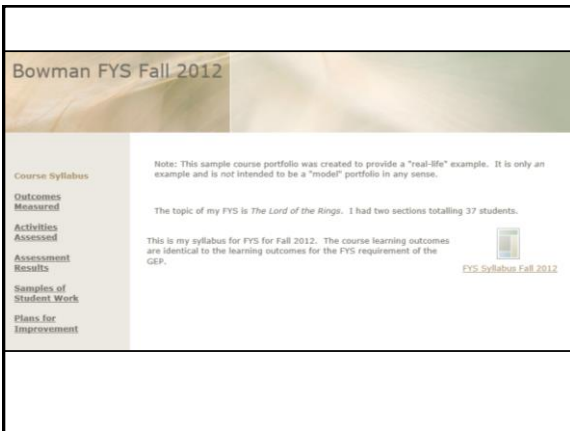 Bowman FYS Fall 2012
Course Syllabus
Outcomes
Measured
Activities
Assessed
Assessment
Results
Samples of
Student Work
Plans for
Improvement
Note: This sample course portfolio was created to provide a "real-life" example. It is only an
example and is not intended to be a "model" portfolio in any sense.
The topic of my FYS is The Lord of the Rings. I had two sections totalling 37 students.
This is my syllabus for FYS for Fall 2012. The course learning outcomes
are identical to the learning outcomes for the FYS requirement of the
GEP.
FYS Syllabus Fall 2012